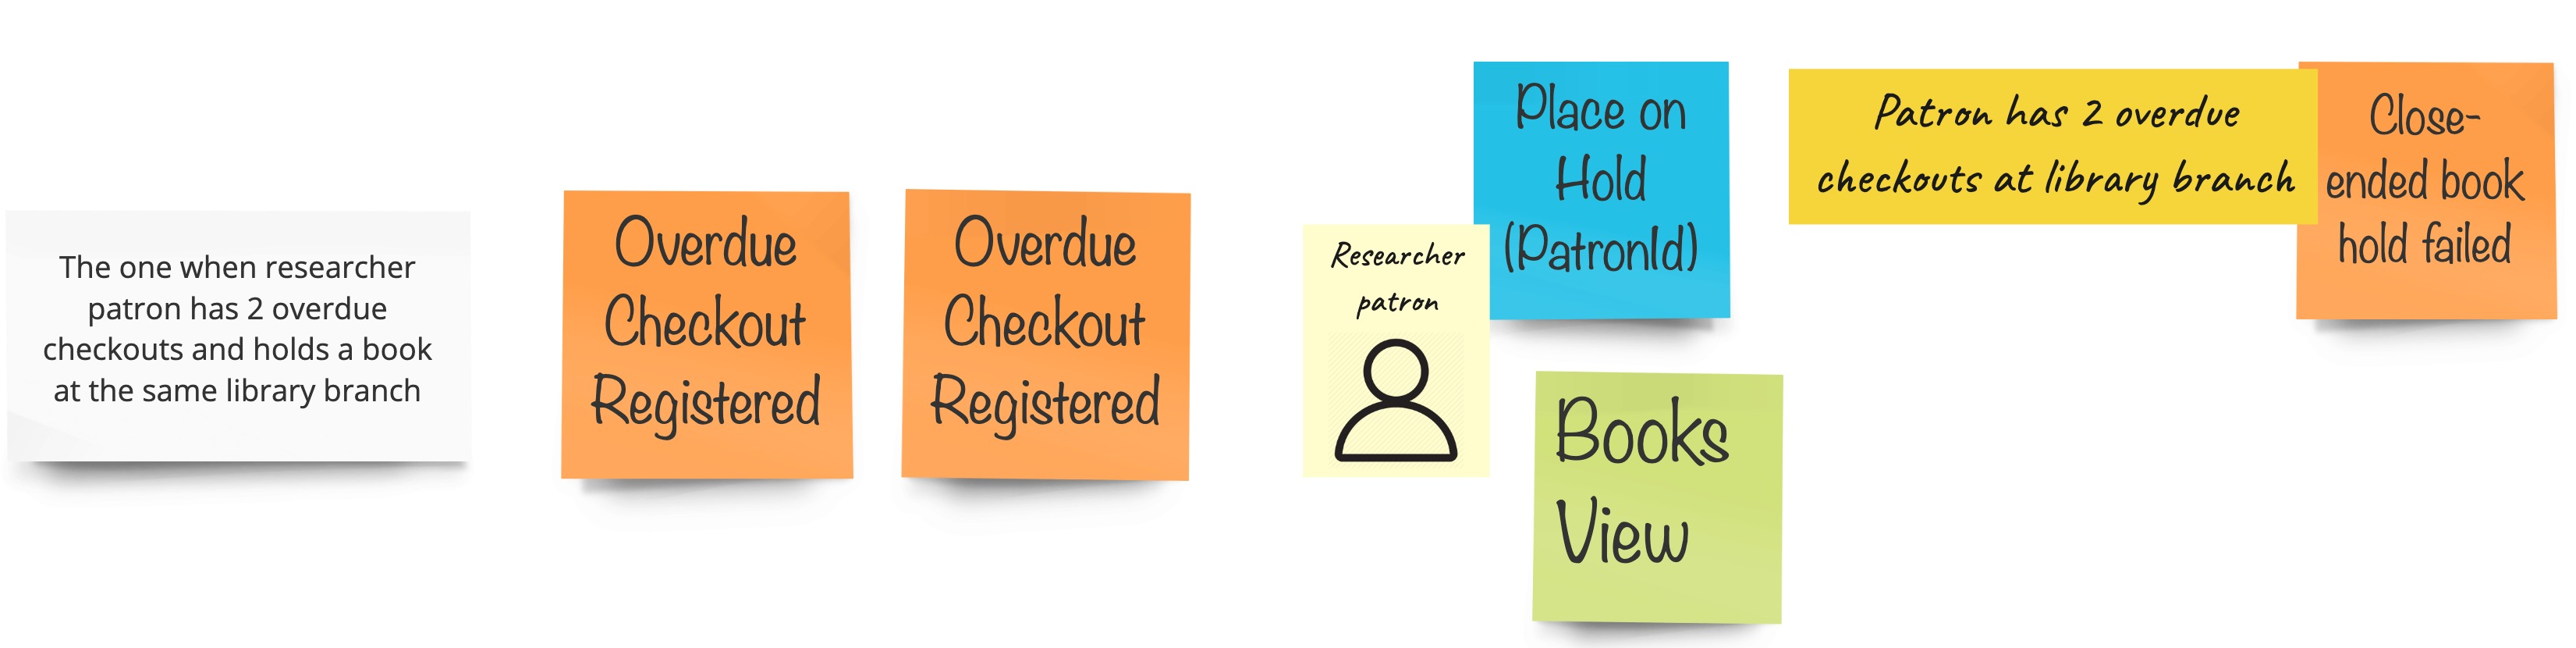 The one when researcher
patron has 2 overdue
checkouts and holds a book
at the same library branch
Overdue
Checkout
Registered
Overdue
Checkout
Registered
Researcher
patron
Place on
Hold
(PatronId)
Books
View
Patron has 2 overdue
checkouts at library branch
Close-
ended book
hold failed